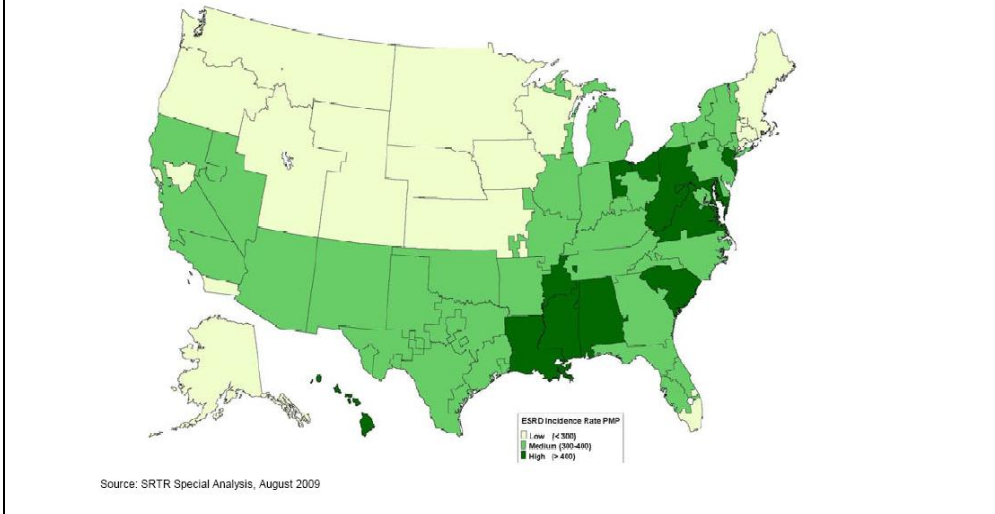 ESRD Incidence Rate PMP
Low (< 300)
Medium (300-400)
High (> 400)
Source: SRTR Special Analysis, August 2009